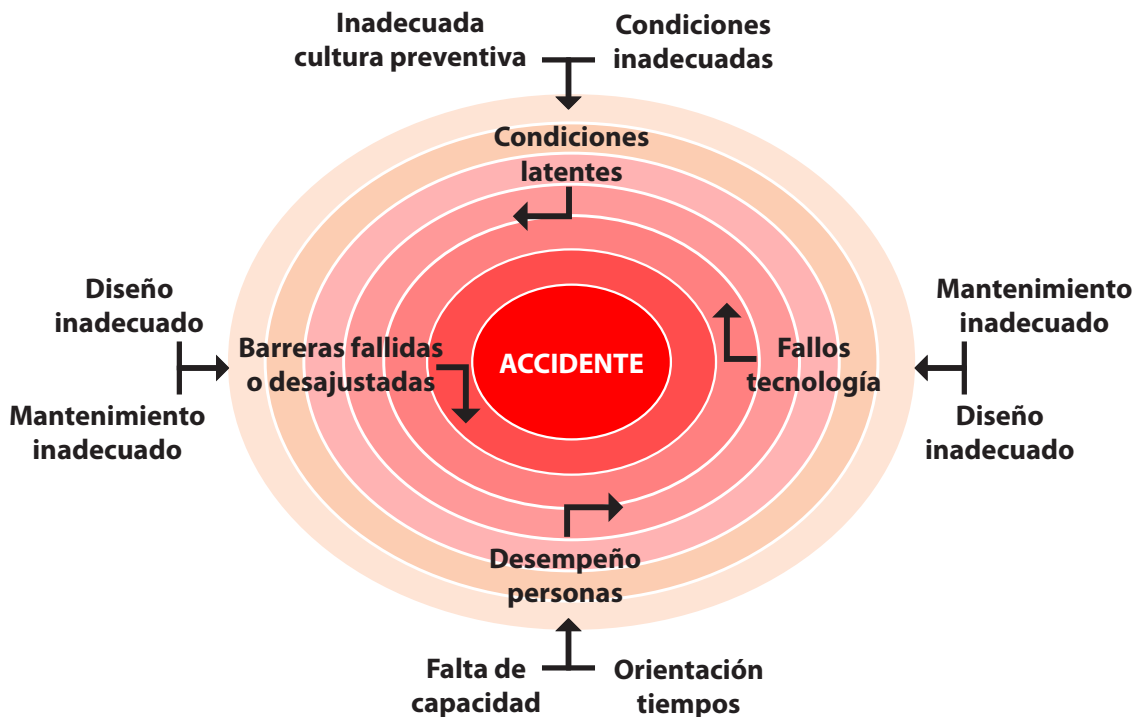 Inadecuada
cultura preventiva
Condiciones
inadecuadas
Condiciones
latentes
Diseño
inadecuado
Mantenimiento
inadecuado
Barreras fallidas
o desajustadas
ACCIDENTE
Fallos
tecnología
Mantenimiento
inadecuado
Diseño
inadecuado
Desempeño
personas
Falta de
capacidad
Orientación
tiempos